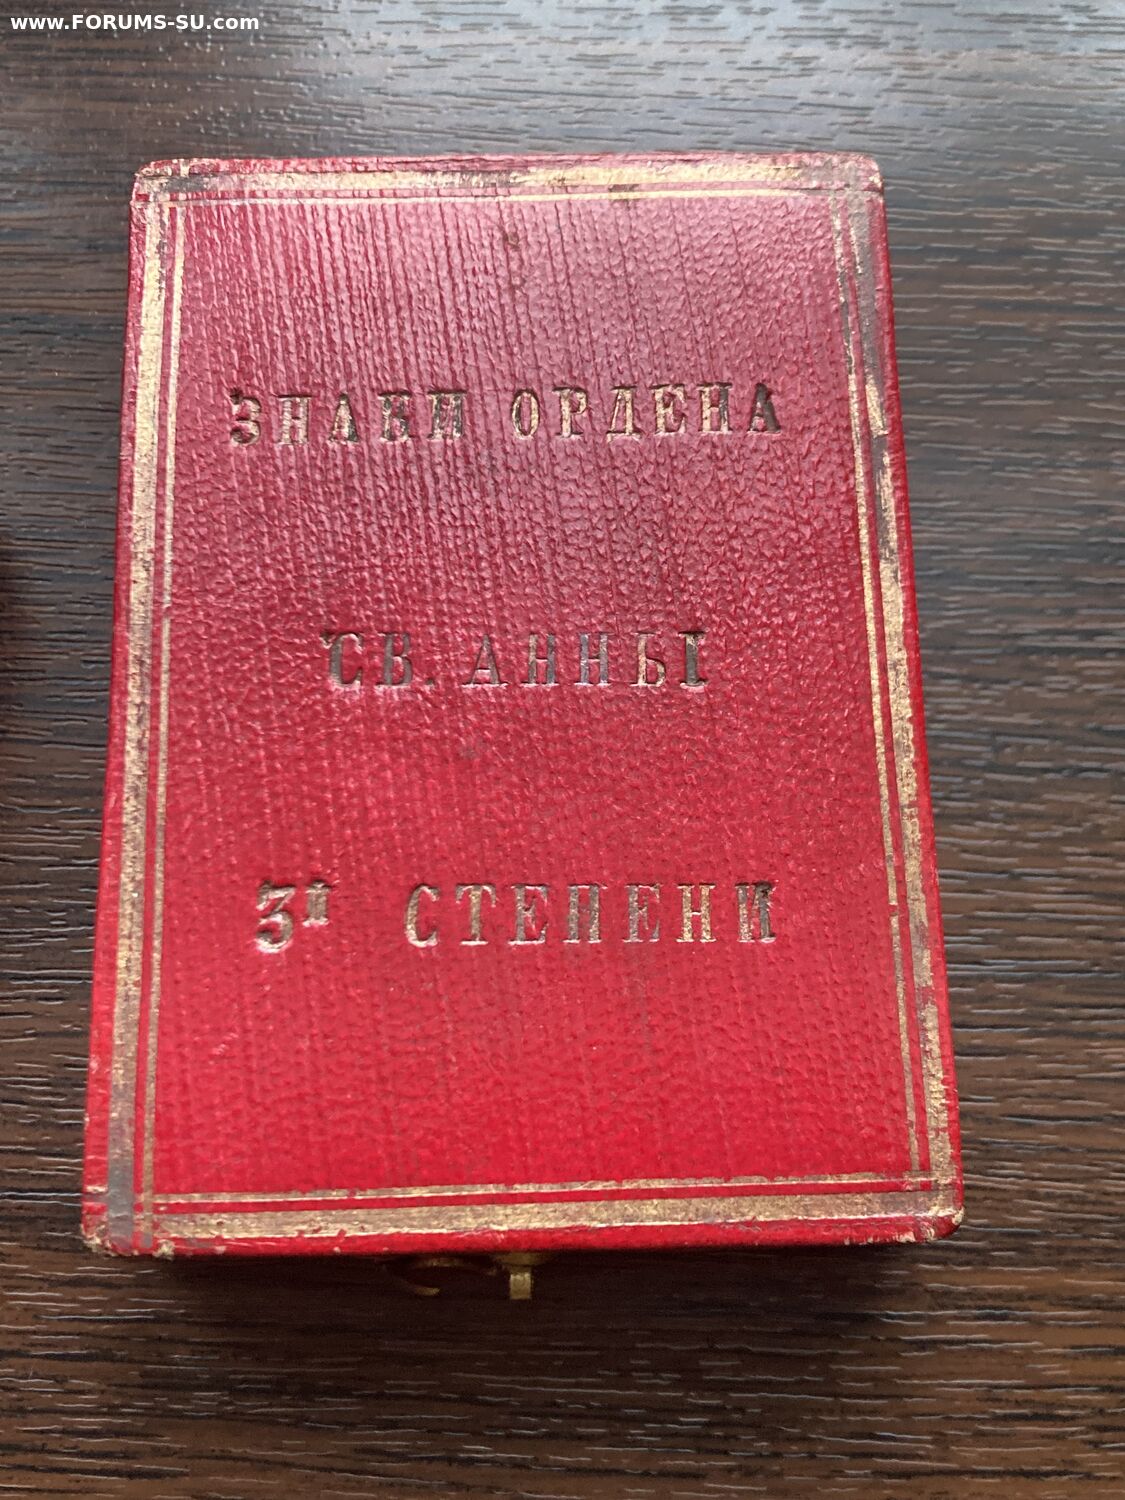 www.FORUMS-SU.com
ЗНАКИ ОРДЕНА
СВ. АННЫ
3й СТЕПЕНИ